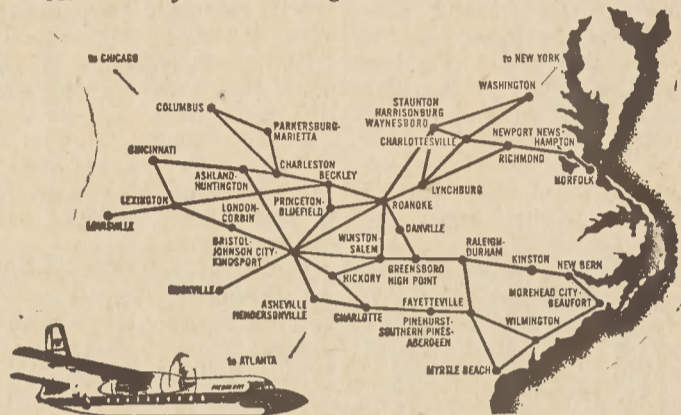 to CHICAGO
TO NEW YORK
WASHINGTON
COLUMBUS
STAUNTON
HARRISONBURG
WAYNESBORO
PARKERSBURG-
MARIETTA
CHARLOTTESVILLE
NEWPORT NEWS-
HAMPTON
CINCINNATI
RICHMOND
ASHLAND-
HUNTINGTON
CHARLESTON
BECKLEY
NORFOLK
LYNCHBURG
LEXINGTON
LONDON-
CORBIN
PRINCETON-
BLUEFIELD
ROANOKE
LOUISVILLE
DANVILLE
BRISTOL-
JOHNSON CITY-
KINGSPORT
WINSTON
SALEM
RALEIGH-
DURHAM
KINSTON
NEW BERN
GREENSBORO
HIGH POINT
HICKORY
MOREHEAD CITY-
BEAUFORT
KNOXVILLE
ASHEVILLE
HENDERSONVILLE
CHARLOTTE
FAYETTEVILLE
PINEHURST-
SOUTHERN PINES-
ABERDEEN
WILMINGTON
to ATLANTA
MYRTLE BEACH